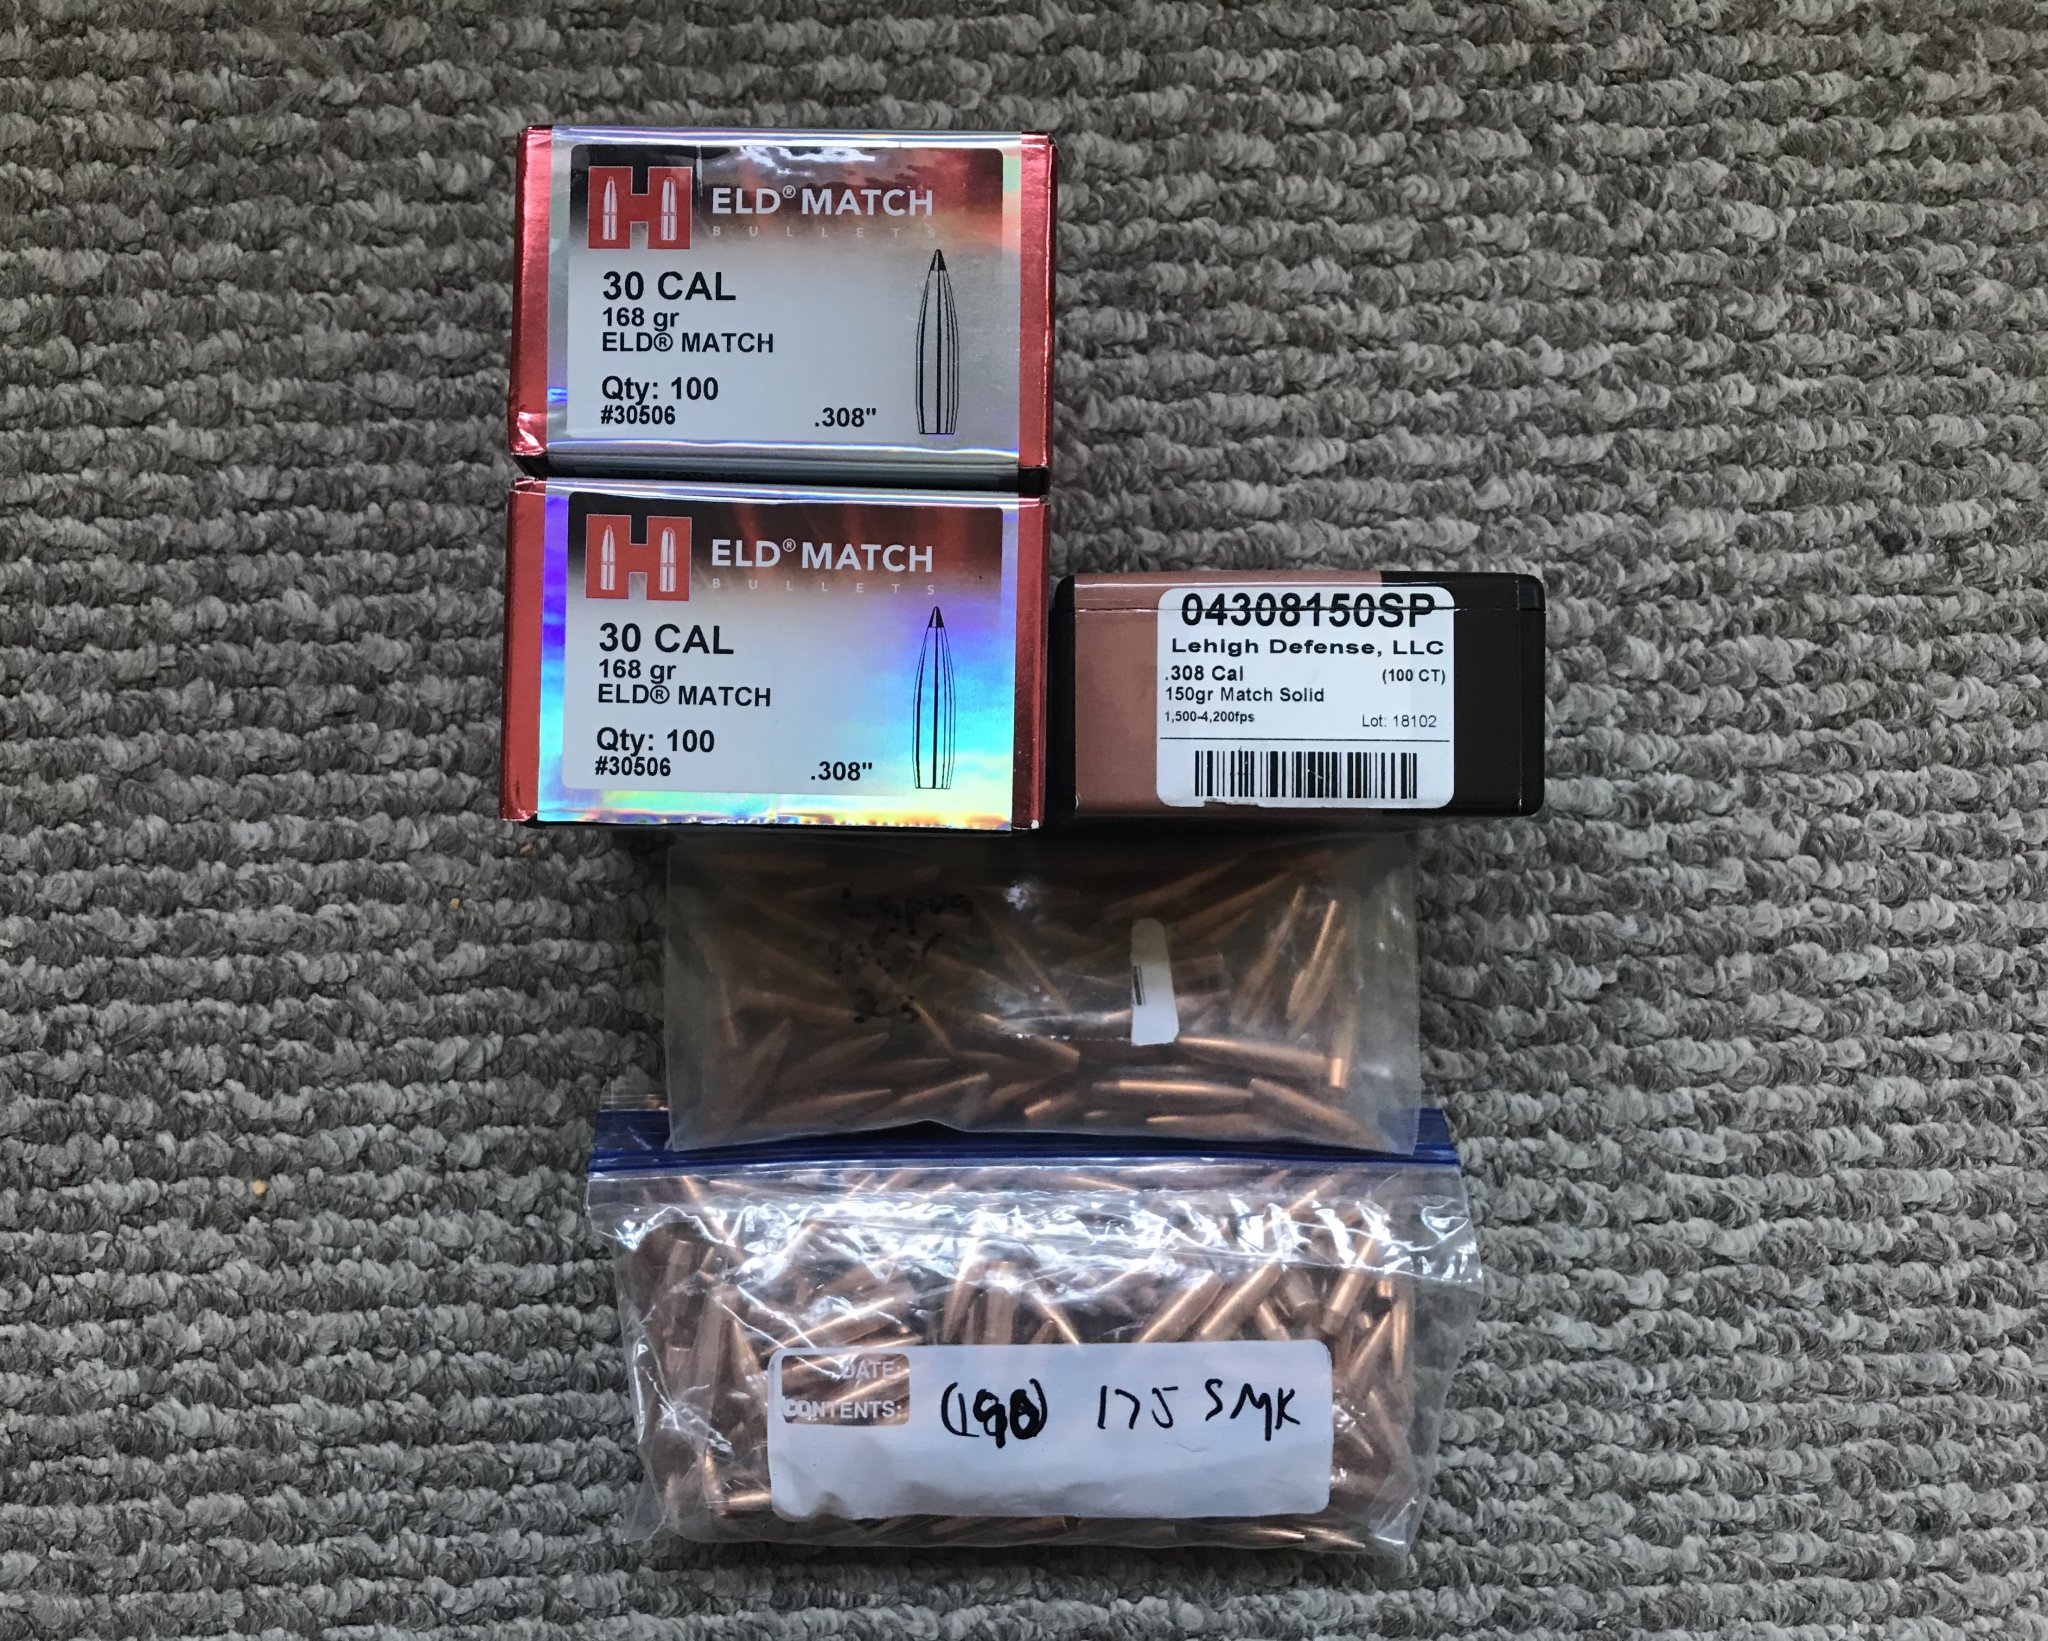 H ELD® MATCH
BULLETS
30 CAL
168 gr
ELD® MATCH
Qty: 100
#30506 .308"
H ELD® MATCH
BULLETS
30 CAL
168 gr
ELD® MATCH
Qty: 100
#30506 .308"
04308150SP
Lehigh Defense, LLC
.308 Cal (100 CT)
150gr Match Solid
1,500-4,200fps Lot: 18102
Lapua
DATE:
CONTENTS: 175 SMK